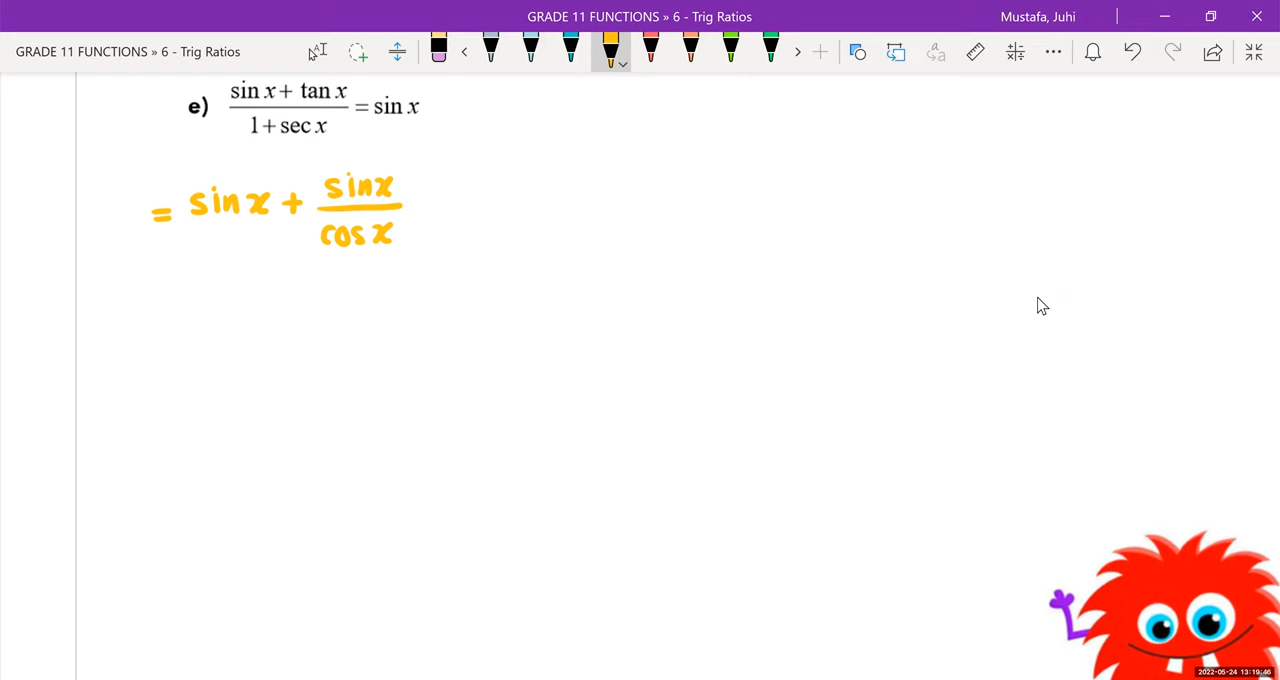 GRADE 11 FUNCTIONS » 6 - Trig Ratios
Mustafa, Juhi
GRADE 11 FUNCTIONS » 6 - Trig Ratios
e) (sin x + tan x)/(1 + sec x) = sin x
= sin x + sin x/cos x
2022-05-24 13:19:46